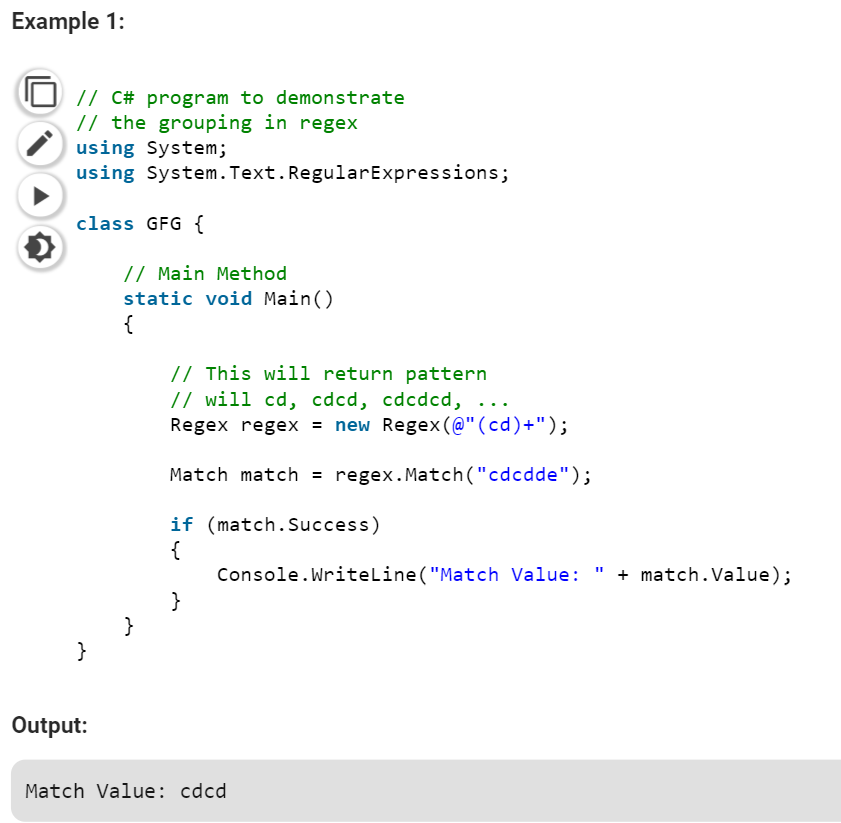 Example 1:
// C# program to demonstrate
// the grouping in regex
using System;
using System.Text.RegularExpressions;
class GFG {
// Main Method
static void Main()
{
// This will return pattern
// will cd, cdcd, cdcdcd, ...
Regex regex = new Regex(@"(cd)+");
Match match = regex.Match("cdcdde");
if (match.Success)
{
Console.WriteLine("Match Value: " + match.Value);
}
}
}
Output:
Match Value: cdcd